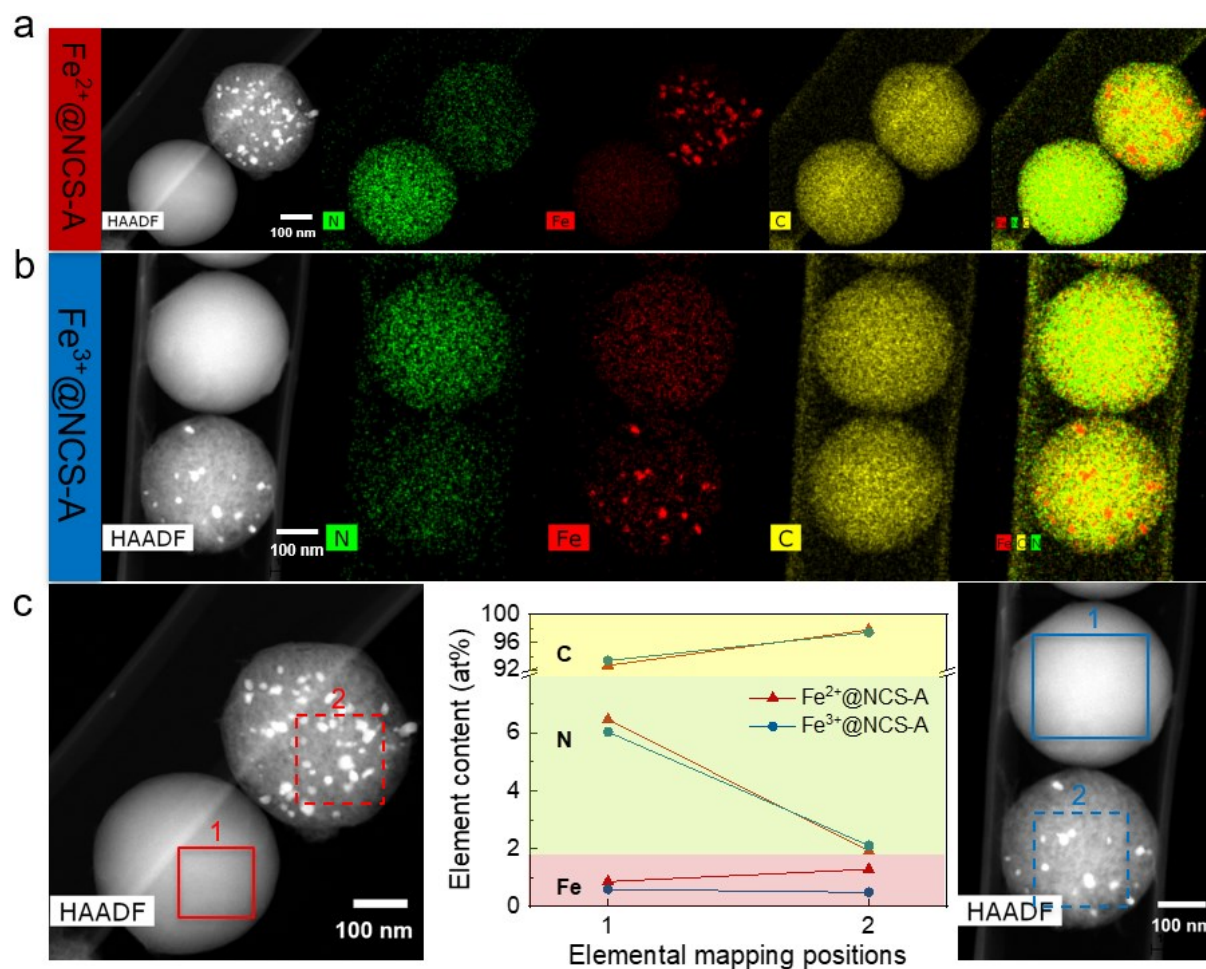 a
Fe²⁺@NCS-A
HAADF
100 nm
N
Fe
C
Fe N C
b
Fe³⁺@NCS-A
HAADF
100 nm
N
Fe
C
Fe C N
c
1
2
HAADF
100 nm
Element content (at%)
100
96
92
6
4
2
0
C
N
Fe
Fe²⁺@NCS-A
Fe³⁺@NCS-A
1
2
Elemental mapping positions
1
2
HAADF
100 nm